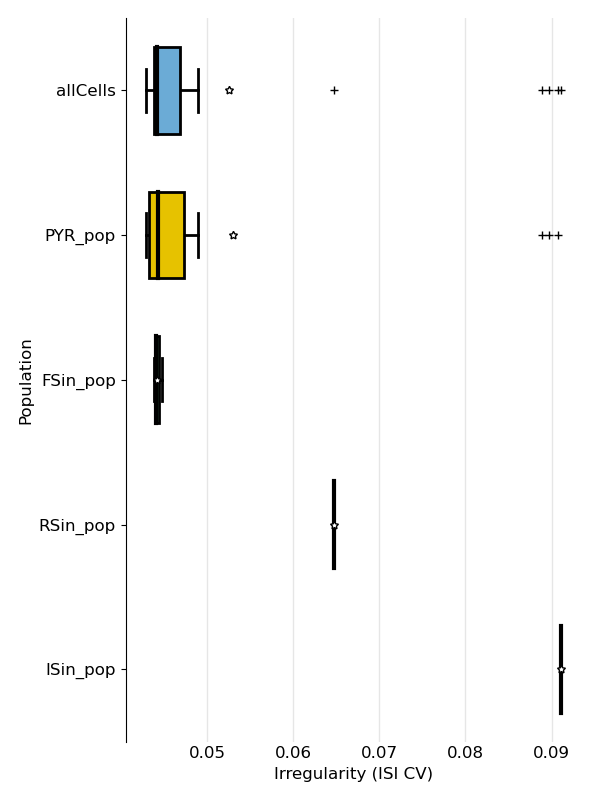 allCells
PYR_pop
FSin_pop
RSin_pop
ISin_pop
Population
0.05 0.06 0.07 0.08 0.09
Irregularity (ISI CV)